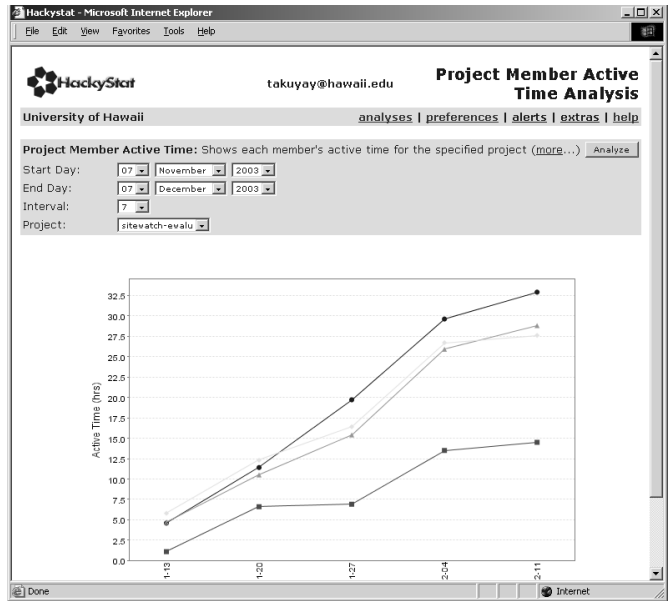 Hackystat - Microsoft Internet Explorer
File Edit View Favorites Tools Help
HackyStat
takuyay@hawaii.edu
Project Member Active
Time Analysis
University of Hawaii
analyses | preferences | alerts | extras | help
Project Member Active Time: Shows each member's active time for the specified project (more...) Analyze
Start Day: 07 November 2003
End Day: 07 December 2003
Interval: 7
Project: sitewatch-evalu
32.5
30.0
27.5
25.0
22.5
20.0
17.5
15.0
12.5
10.0
7.5
5.0
2.5
0.0
Active Time (hrs)
1-13
1-20
1-27
2-04
2-11
Done
Internet